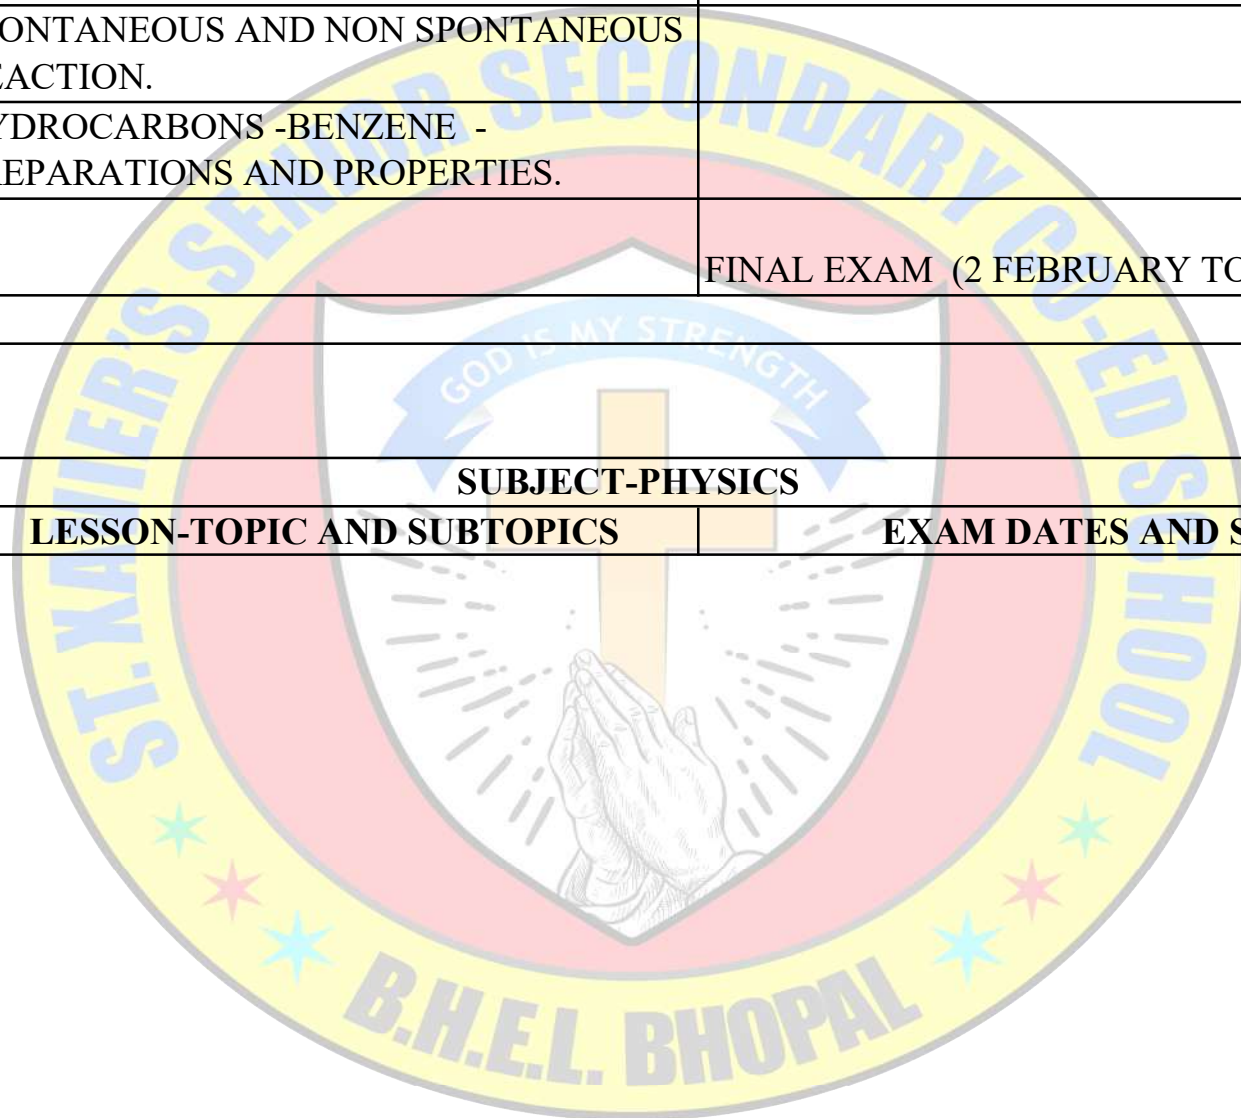 ONTANEOUS AND NON SPONTANEOUS
EACTION.
YDROCARBONS -BENZENE -
REPARATIONS AND PROPERTIES.
FINAL EXAM (2 FEBRUARY TO
SUBJECT-PHYSICS
LESSON-TOPIC AND SUBTOPICS
EXAM DATES AND S
ST. XAVIER'S SENIOR SECONDARY CO-ED SCHOOL
GOD IS MY STRENGTH
B.H.E.L. BHOPAL